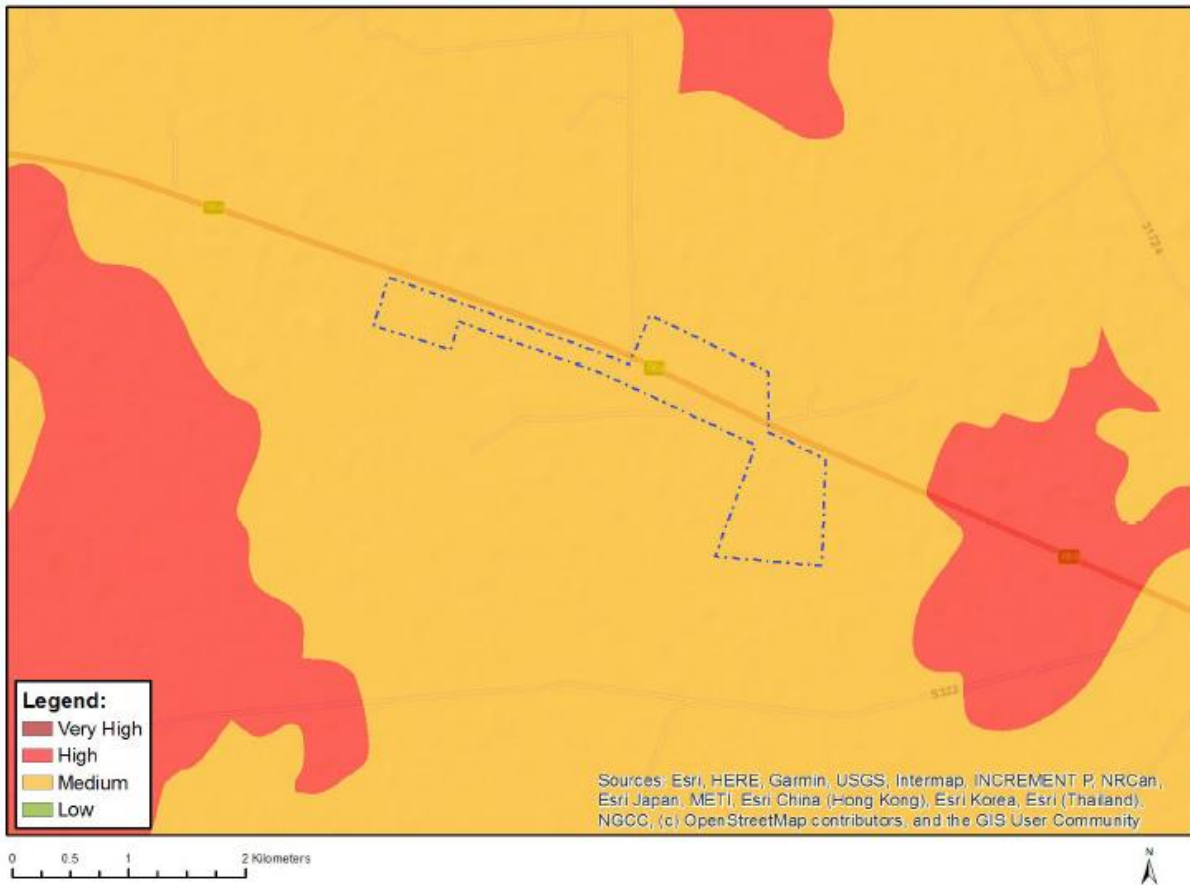 31724
S322
Legend:
Very High
High
Medium
Low
Sources: Esri, HERE, Garmin, USGS, Intermap, INCREMENT P, NRCan,
Esri Japan, METI, Esri China (Hong Kong), Esri Korea, Esri (Thailand),
NGCC, (c) OpenStreetMap contributors, and the GIS User Community
0 0.5 1 2 Kilometers
N